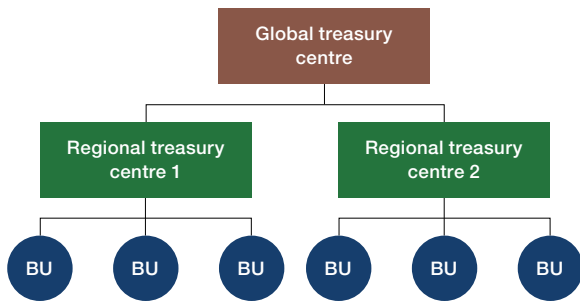 Global treasury
centre
Regional treasury
centre 1
Regional treasury
centre 2
BU
BU
BU
BU
BU
BU